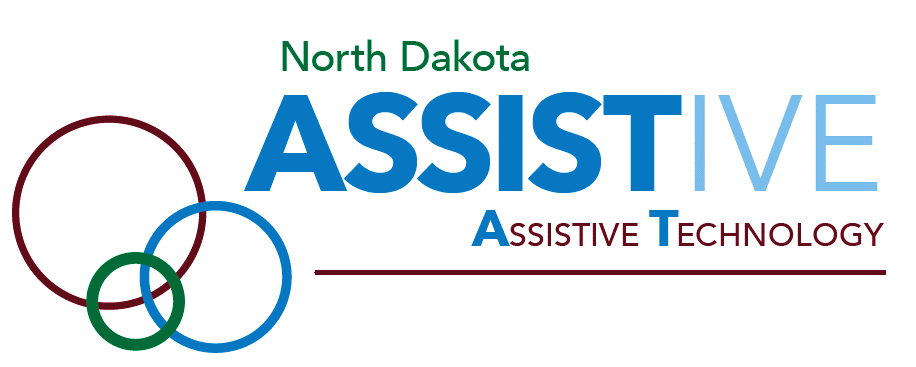 North Dakota
ASSISTIVE
ASSISTIVE TECHNOLOGY